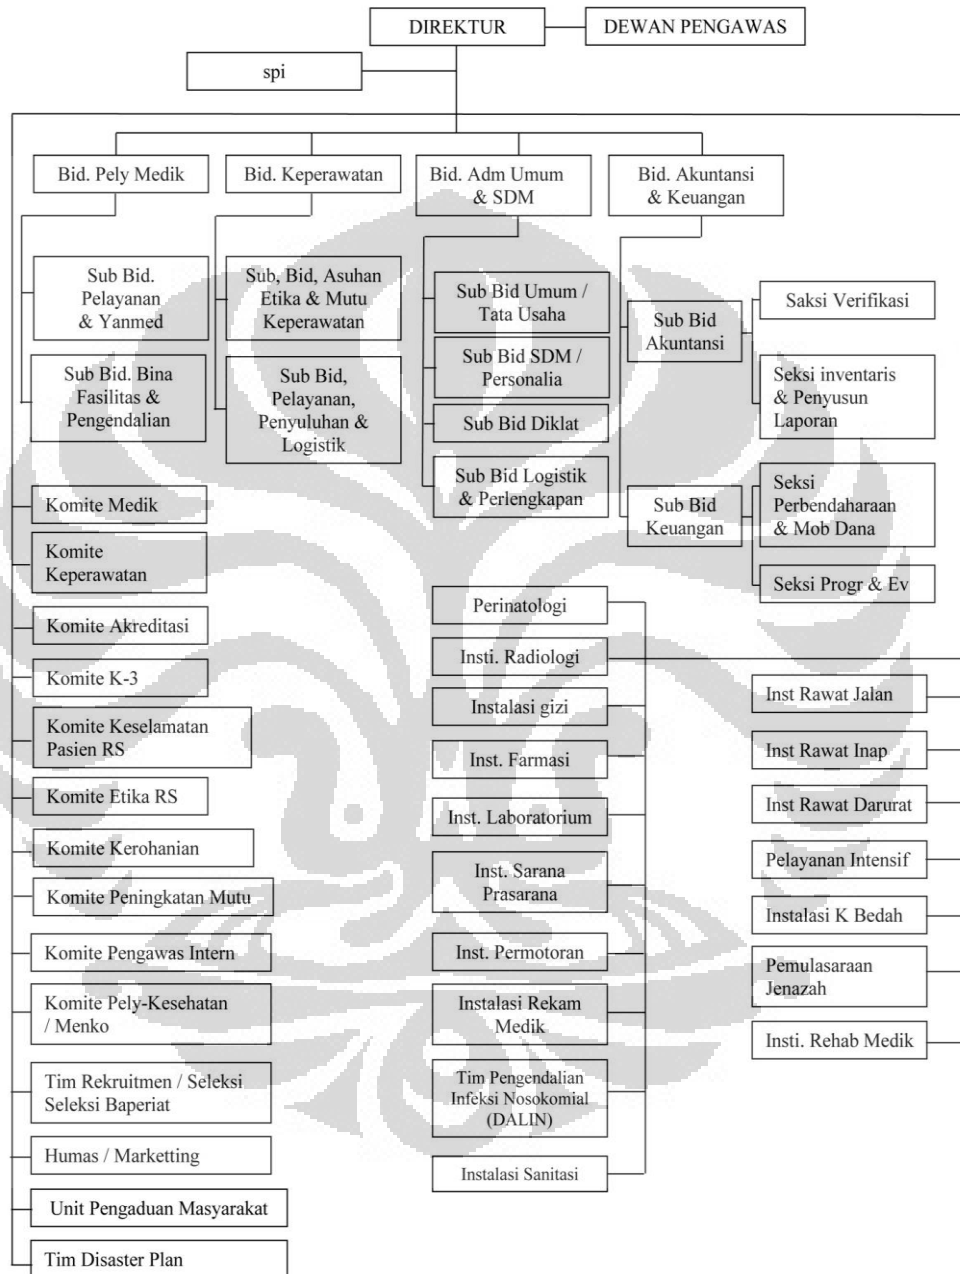 DIREKTUR
DEWAN PENGAWAS
spi
Bid. Pely Medik
Bid. Keperawatan
Bid. Adm Umum
& SDM
Bid. Akuntansi
& Keuangan
Sub Bid.
Pelayanan
& Yanmed
Sub Bid. Bina
Fasilitas &
Pengendalian
Sub, Bid, Asuhan
Etika & Mutu
Keperawatan
Sub Bid,
Pelayanan,
Penyuluhan &
Logistik
Sub Bid Umum /
Tata Usaha
Sub Bid SDM /
Personalia
Sub Bid Diklat
Sub Bid Logistik
& Perlengkapan
Sub Bid
Akuntansi
Saksi Verifikasi
Seksi inventaris
& Penyusun
Laporan
Sub Bid
Keuangan
Seksi
Perbendaharaan
& Mob Dana
Seksi Progr & Ev
Komite Medik
Komite
Keperawatan
Komite Akreditasi
Komite K-3
Komite Keselamatan
Pasien RS
Komite Etika RS
Komite Kerohanian
Komite Peningkatan Mutu
Komite Pengawas Intern
Komite Pely-Kesehatan
/ Menko
Tim Rekruitmen / Seleksi
Seleksi Baperiat
Humas / Marketting
Unit Pengaduan Masyarakat
Tim Disaster Plan
Perinatologi
Insti. Radiologi
Instalasi gizi
Inst. Farmasi
Inst. Laboratorium
Inst. Sarana
Prasarana
Inst. Permotoran
Instalasi Rekam
Medik
Tim Pengendalian
Infeksi Nosokomial
(DALIN)
Instalasi Sanitasi
Inst Rawat Jalan
Inst Rawat Inap
Inst Rawat Darurat
Pelayanan Intensif
Instalasi K Bedah
Pemulasaraan
Jenazah
Insti. Rehab Medik